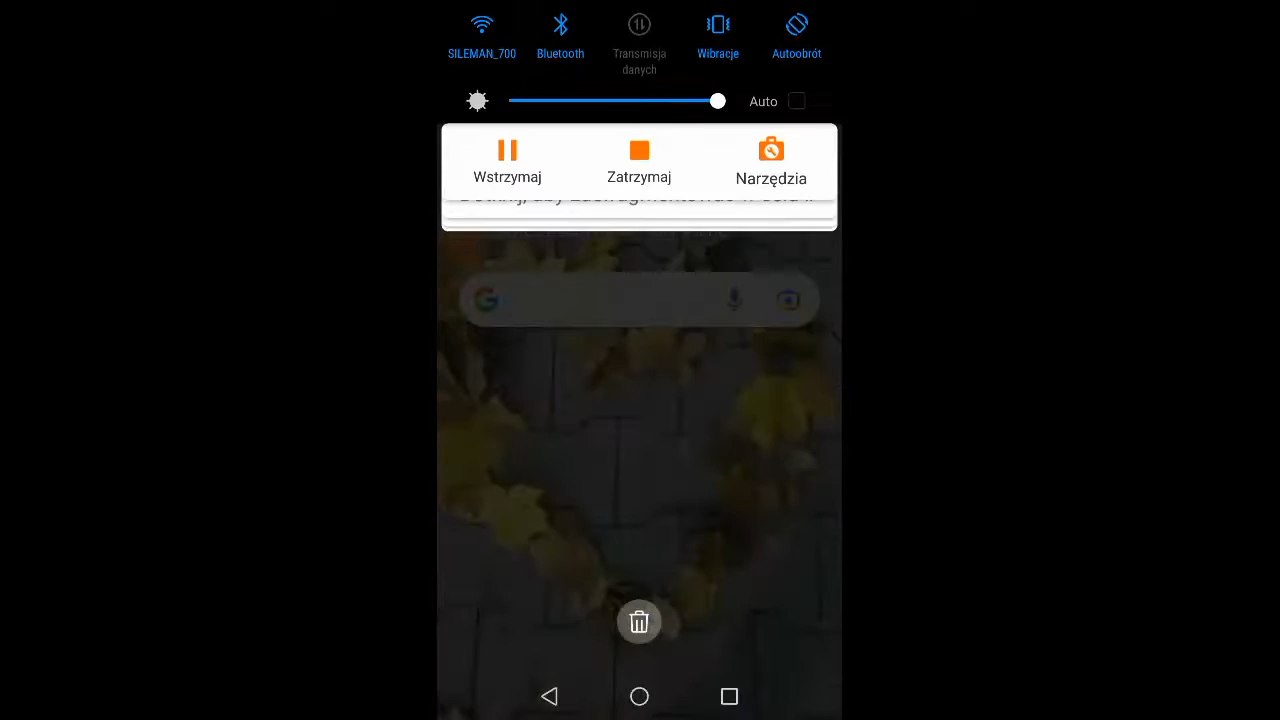 SILEMAN_700 Bluetooth Transmisja Wibracje Autoobrót
danych
Auto
Wstrzymaj Zatrzymaj Narzędzia
G